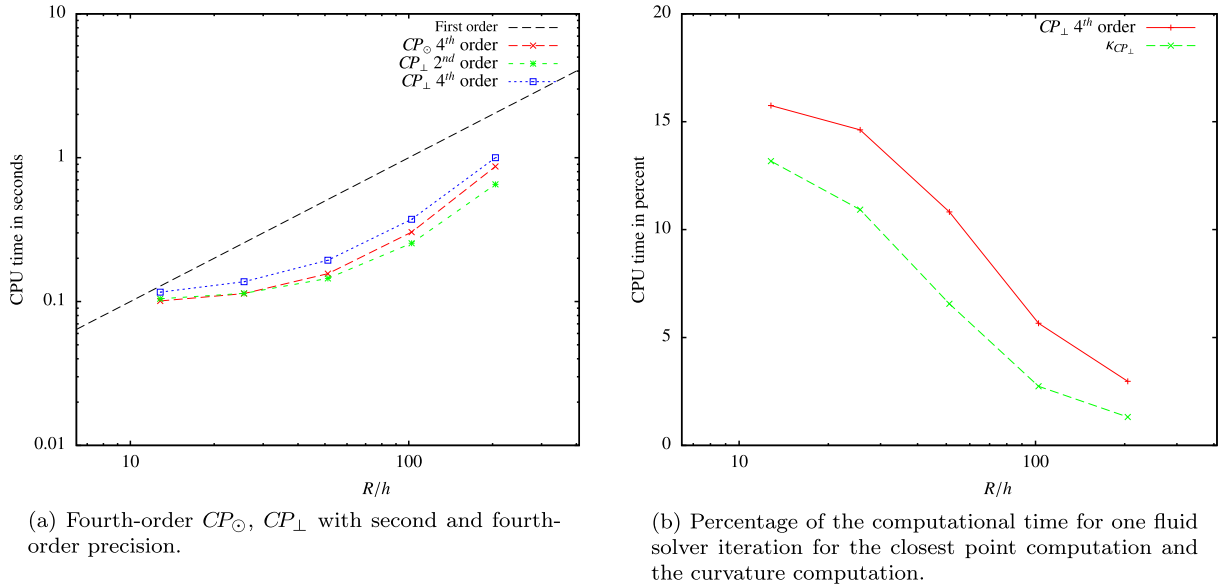 10
1
0.1
0.01
CPU time in seconds
First order
CP⊙ 4th order
CP⊥ 2nd order
CP⊥ 4th order
10
100
R/h
(a) Fourth-order CP⊙, CP⊥ with second and fourth-
order precision.
20
15
10
5
0
CPU time in percent
CP⊥ 4th order
κCP⊥
10
100
R/h
(b) Percentage of the computational time for one fluid
solver iteration for the closest point computation and
the curvature computation.